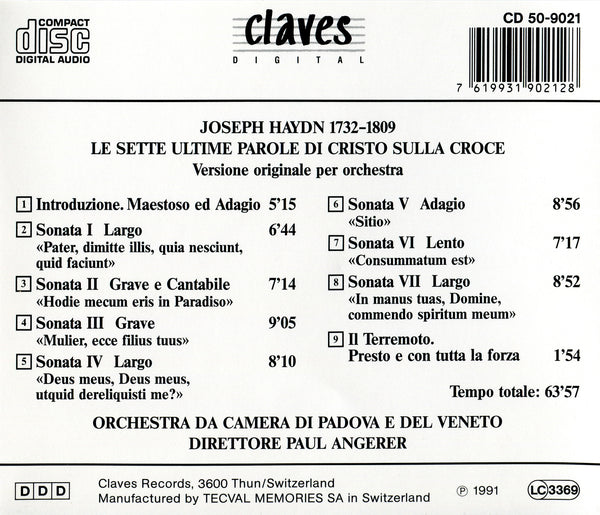 COMPACT
disc
DIGITAL AUDIO
claves
DIGITAL
CD 50-9021
7 619931 902128
JOSEPH HAYDN 1732–1809
LE SETTE ULTIME PAROLE DI CRISTO SULLA CROCE
Versione originale per orchestra
1 Introduzione. Maestoso ed Adagio 5’15
2 Sonata I Largo 6’44
«Pater, dimitte illis, quia nesciunt,
quid faciunt»
3 Sonata II Grave e Cantabile 7’14
«Hodie mecum eris in Paradiso»
4 Sonata III Grave 9’05
«Mulier, ecce filius tuus»
5 Sonata IV Largo 8’10
«Deus meus, Deus meus,
utquid dereliquisti me?»
6 Sonata V Adagio 8’56
«Sitio»
7 Sonata VI Lento 7’17
«Consummatum est»
8 Sonata VII Largo 8’52
«In manus tuas, Domine,
commendo spiritum meum»
9 Il Terremoto.
Presto e con tutta la forza 1’54
Tempo totale: 63’57
ORCHESTRA DA CAMERA DI PADOVA E DEL VENETO
DIRETTORE PAUL ANGERER
DDD
Claves Records, 3600 Thun/Switzerland
Manufactured by TECVAL MEMORIES SA in Switzerland
℗ 1991
LC 3369